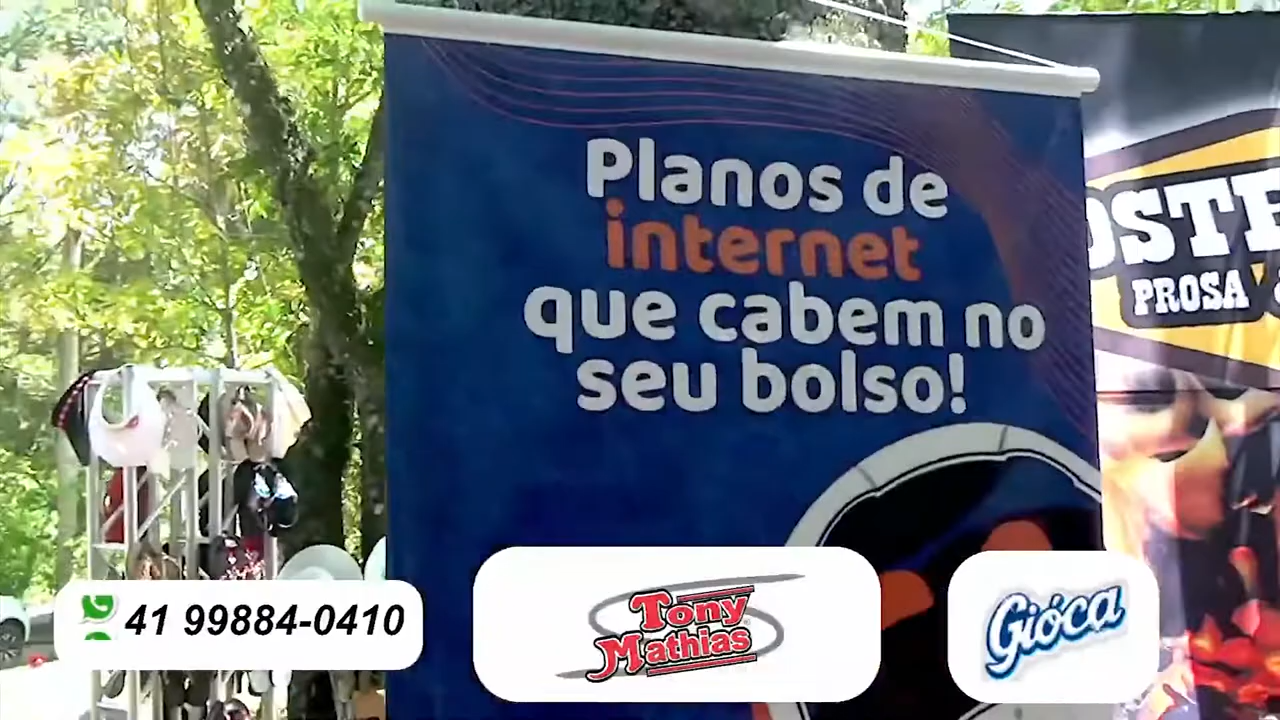 Planos de
internet
que cabem no
seu bolso!
PROSA
41 99884-0410
Tony
Mathias
Gióca